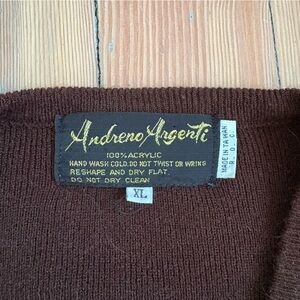 Andreno Argenti
100% ACRYLIC
HAND WASH COLD. DO NOT TWIST OR WRING
RESHAPE AND DRY FLAT.
DO NOT DRY CLEAN
XL
MADE IN TAIWAN
R. O. C.